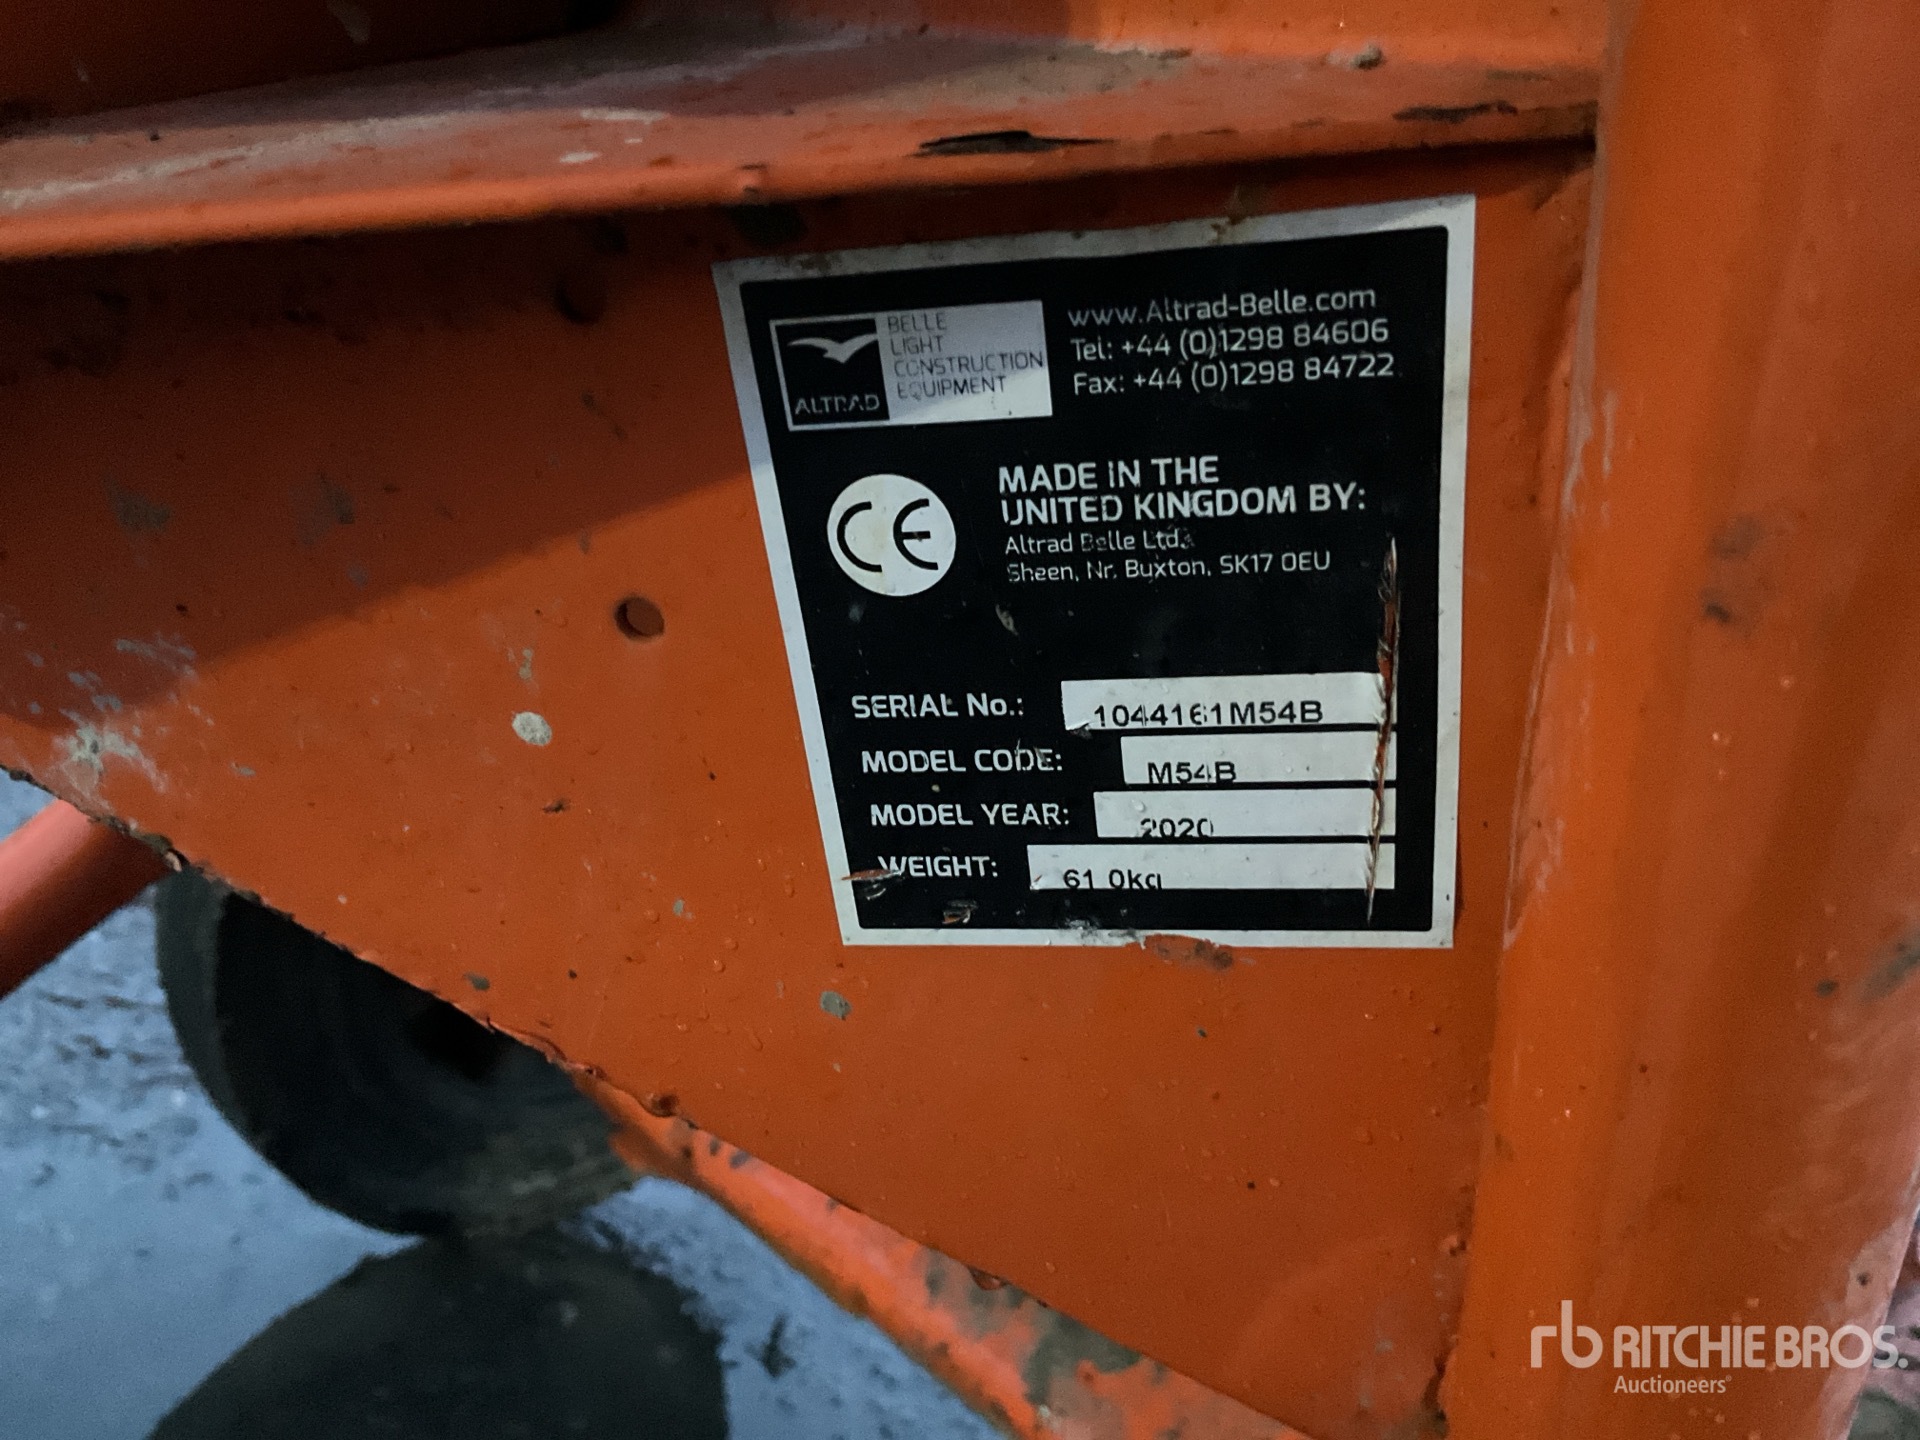 BELLE
LIGHT
CONSTRUCTION
EQUIPMENT
ALTRAD
www.Altrad-Belle.com
Tel: +44 (0)1298 84606
Fax: +44 (0)1298 84722
CE
MADE IN THE
UNITED KINGDOM BY:
Altrad Belle Ltd.
Sheen, Nr. Buxton, SK17 0EU
SERIAL No.: 1044161M54B
MODEL CODE: M54B
MODEL YEAR: 2020
WEIGHT: 61.0kg
rb RITCHIE BROS.
Auctioneers®